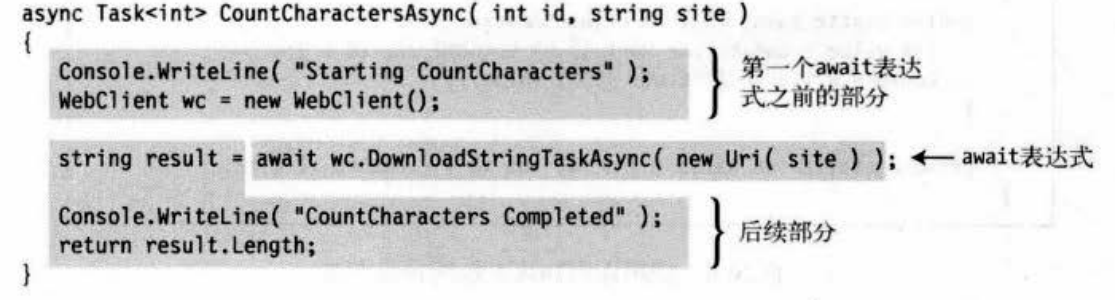 async Task<int> CountCharactersAsync( int id, string site )
{
Console.WriteLine( "Starting CountCharacters" );
WebClient wc = new WebClient();
第一个await表达
式之前的部分
string result = await wc.DownloadStringTaskAsync( new Uri( site ) ); ← await表达式
Console.WriteLine( "CountCharacters Completed" );
return result.Length;
后续部分
}